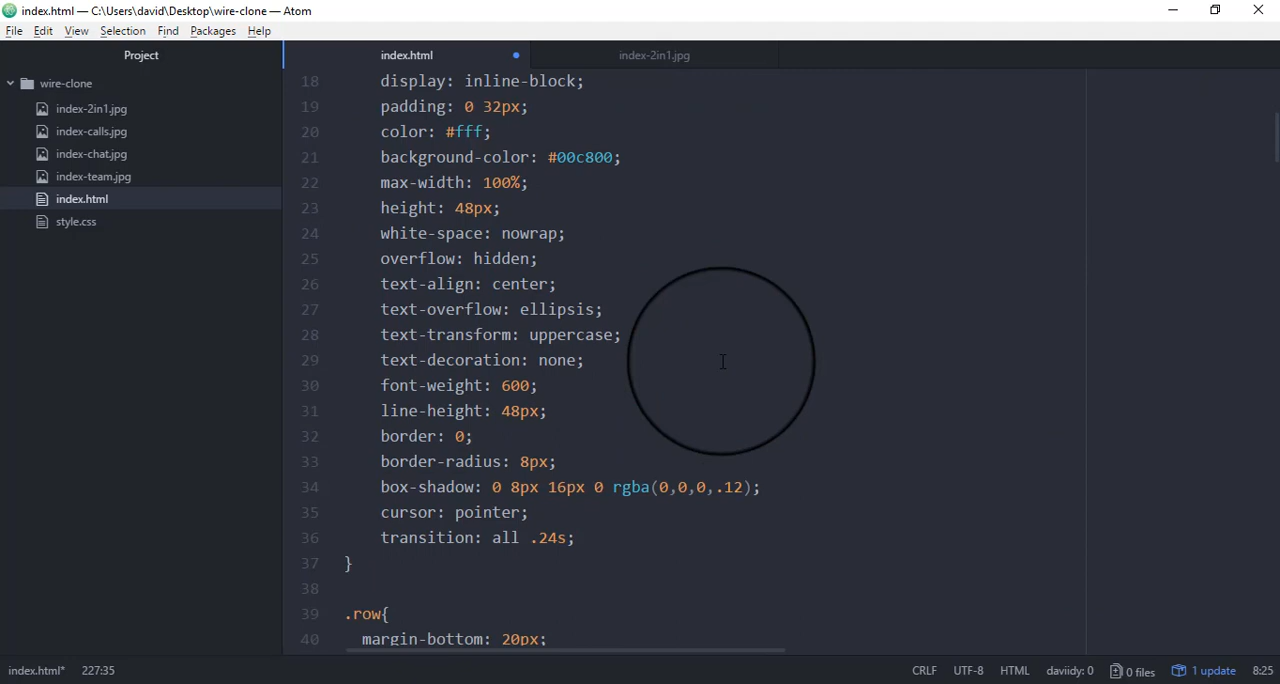 index.html — C:\Users\david\Desktop\wire-clone — Atom
File Edit View Selection Find Packages Help
Project
index.html
index-2in1.jpg
wire-clone
index-2in1.jpg
index-calls.jpg
index-chat.jpg
index-team.jpg
index.html
style.css
18 display: inline-block;
19 padding: 0 32px;
20 color: #fff;
21 background-color: #00c800;
22 max-width: 100%;
23 height: 48px;
24 white-space: nowrap;
25 overflow: hidden;
26 text-align: center;
27 text-overflow: ellipsis;
28 text-transform: uppercase;
29 text-decoration: none;
30 font-weight: 600;
31 line-height: 48px;
32 border: 0;
33 border-radius: 8px;
34 box-shadow: 0 8px 16px 0 rgba(0,0,0,.12);
35 cursor: pointer;
36 transition: all .24s;
37 }
38
39 .row{
40 margin-bottom: 20px;
index.html* 227:35 CRLF UTF-8 HTML daviidy: 0 0 files 1 update 8:25